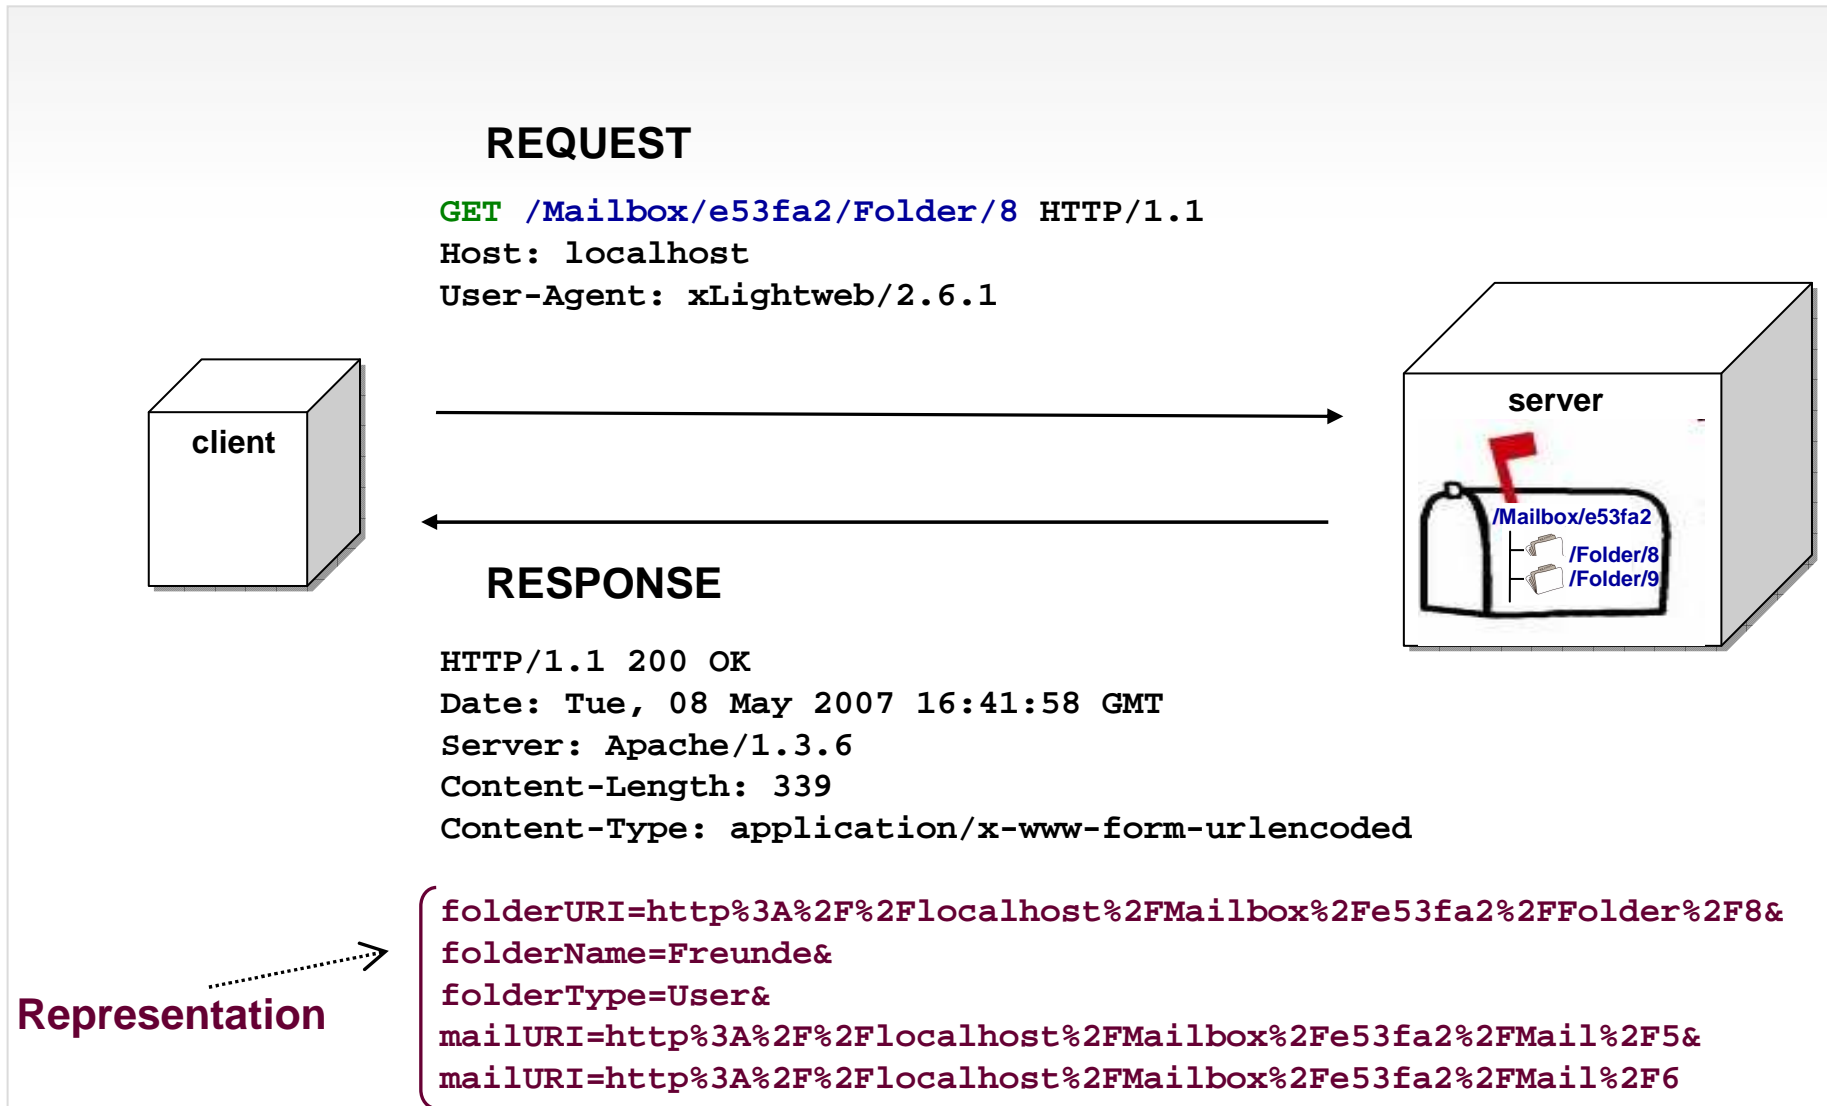 REQUEST
GET /Mailbox/e53fa2/Folder/8 HTTP/1.1
Host: localhost
User-Agent: xLightweb/2.6.1
client
server
/Mailbox/e53fa2
/Folder/8
/Folder/9
RESPONSE
HTTP/1.1 200 OK
Date: Tue, 08 May 2007 16:41:58 GMT
Server: Apache/1.3.6
Content-Length: 339
Content-Type: application/x-www-form-urlencoded
Representation
folderURI=http%3A%2F%2Flocalhost%2FMailbox%2Fe53fa2%2FFolder%2F8&
folderName=Freunde&
folderType=User&
mailURI=http%3A%2F%2Flocalhost%2FMailbox%2Fe53fa2%2FMail%2F5&
mailURI=http%3A%2F%2Flocalhost%2FMailbox%2Fe53fa2%2FMail%2F6